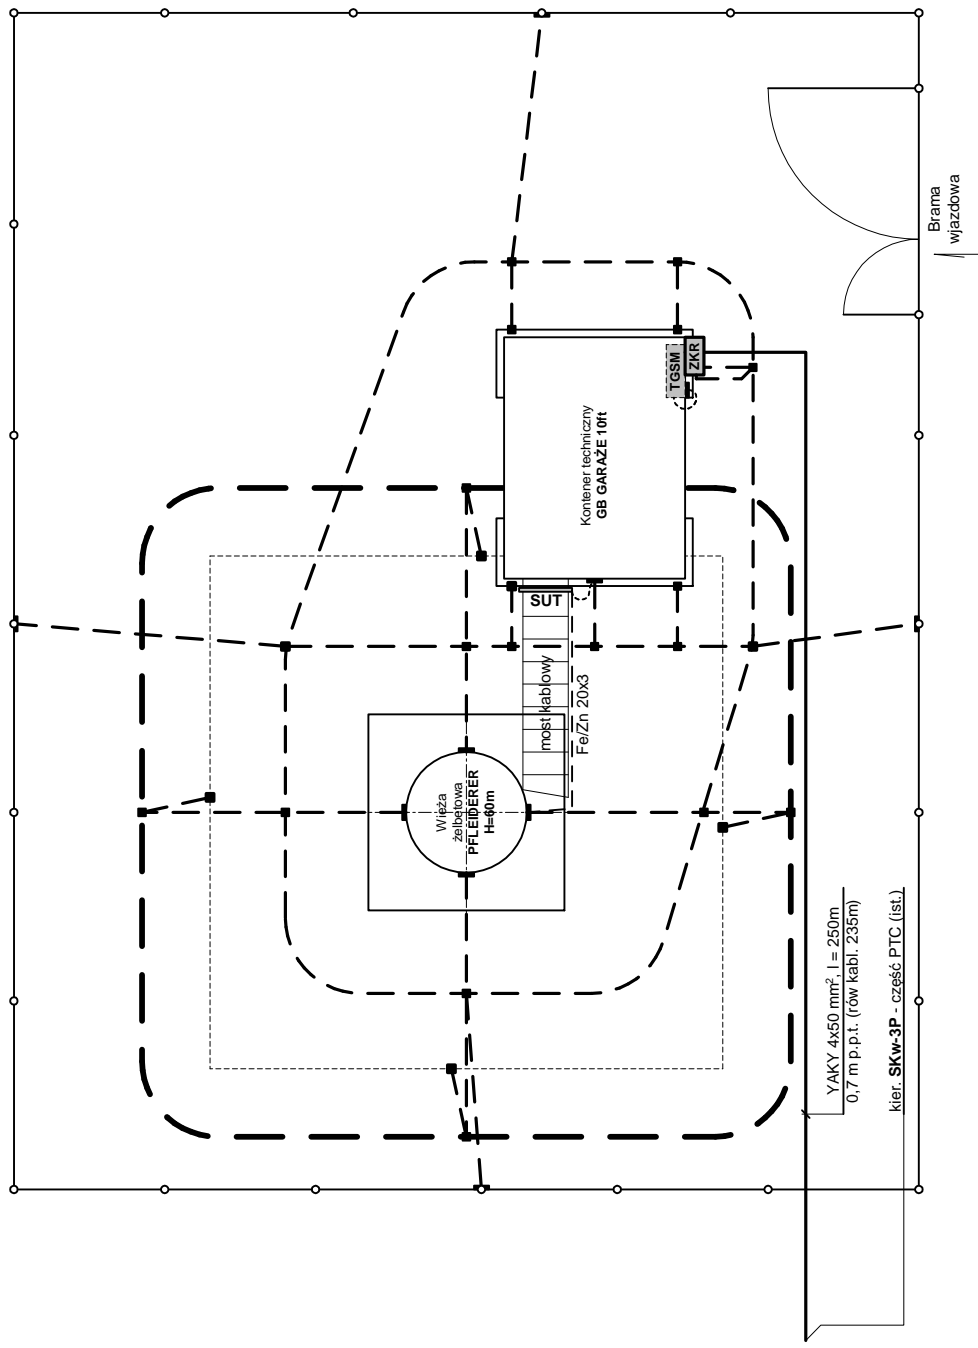 Brama
wjazdowa
TGSM
ZKR
Kontener techniczny
GB GARAŻE 10ft
SUT
most kablowy
Fe/Zn 20x3
Wieża
żelbetowa
PFLEIDERER
H=60m
YAKY 4x50 mm², l = 250m
0,7 m p.p.t. (rów kabl. 235m)
kier. SKw-3P - część PTC (ist.)